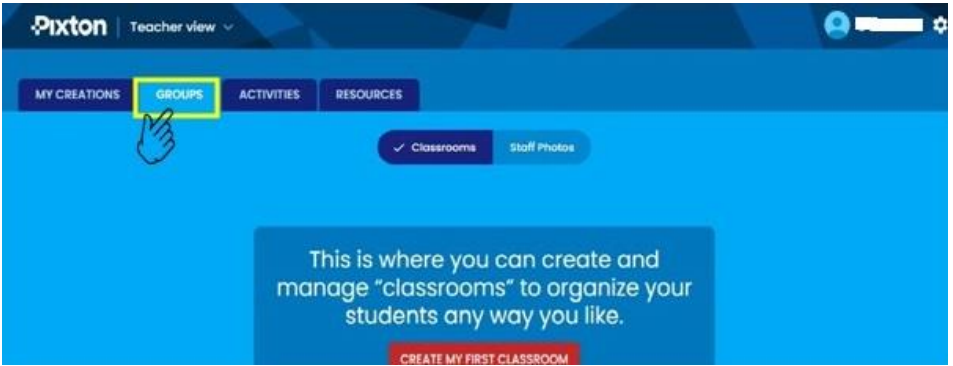 Pixton Teacher view
MY CREATIONS GROUPS ACTIVITIES RESOURCES
✓ Classrooms Staff Photos
This is where you can create and
manage “classrooms” to organize your
students any way you like.
CREATE MY FIRST CLASSROOM